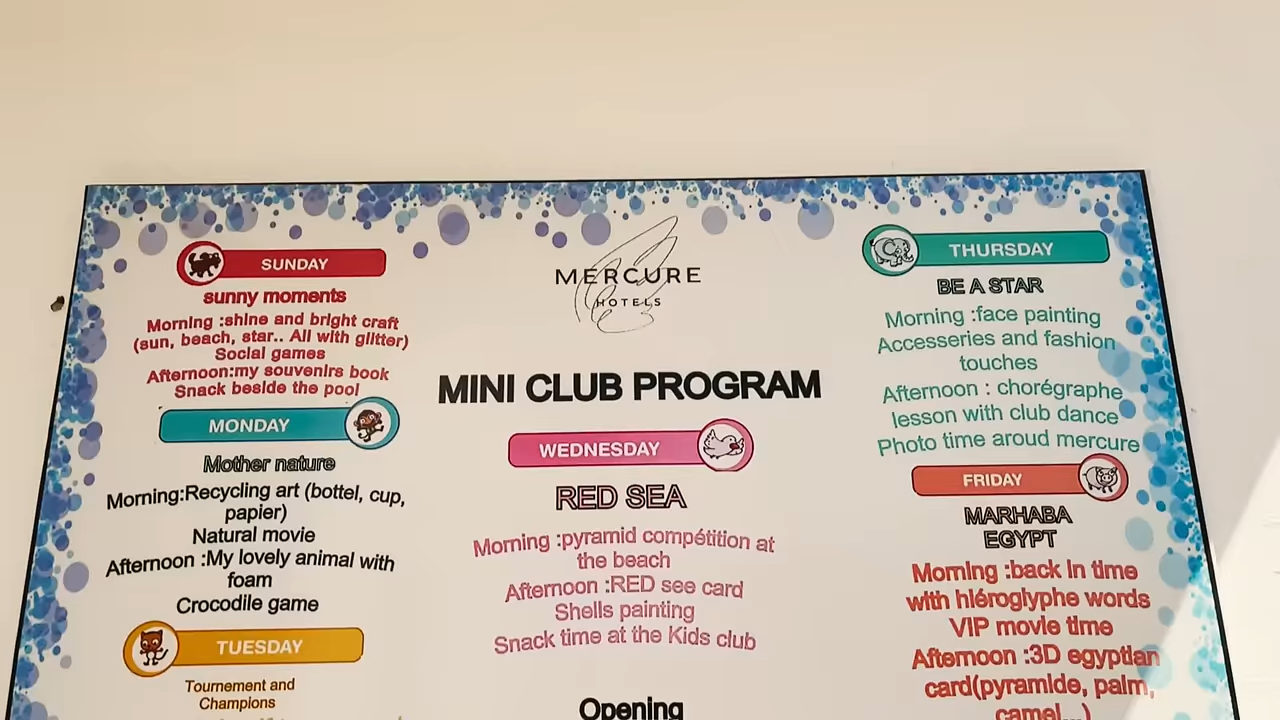 SUNDAY
sunny moments
Morning :shine and bright craft
(sun, beach, star.. All with glitter)
Social games
Afternoon:my souvenirs book
Snack beside the pool
MONDAY
Mother nature
Morning:Recycling art (bottel, cup,
papier)
Natural movie
Afternoon :My lovely animal with
foam
Crocodile game
TUESDAY
Tournement and
Champions
MERCURE
HOTELS
MINI CLUB PROGRAM
WEDNESDAY
RED SEA
Morning :pyramid compétition at
the beach
Afternoon :RED see card
Shells painting
Snack time at the Kids club
Opening
THURSDAY
BE A STAR
Morning :face painting
Accesseries and fashion
touches
Afternoon : chorégraphe
lesson with club dance
Photo time aroud mercure
FRIDAY
MARHABA
EGYPT
Morning :back in time
with hiéroglyphe words
VIP movie time
Afternoon :3D egyptian
card(pyramide, palm,
camel...)